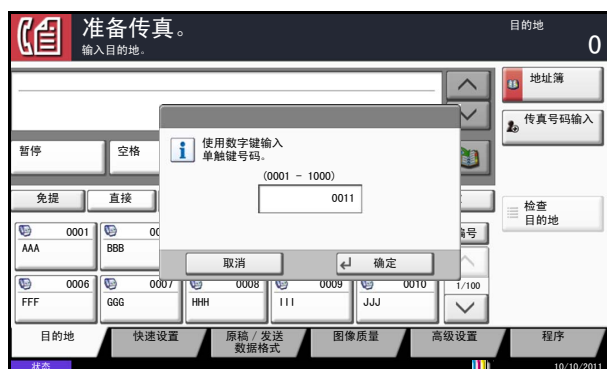 准备传真。
输入目的地。
目的地
0
地址簿
传真号码输入
暂停
空格
使用数字键输入
单触键号码。
(0001 - 1000)
0011
取消
确定
免提
直接
编号
检查
目的地
0001
AAA
BBB
0006
FFF
0007
GGG
0008
HHH
0009
III
0010
JJJ
1/100
目的地
快速设置
原稿 / 发送
数据格式
图像质量
高级设置
程序
状态
10/10/2011